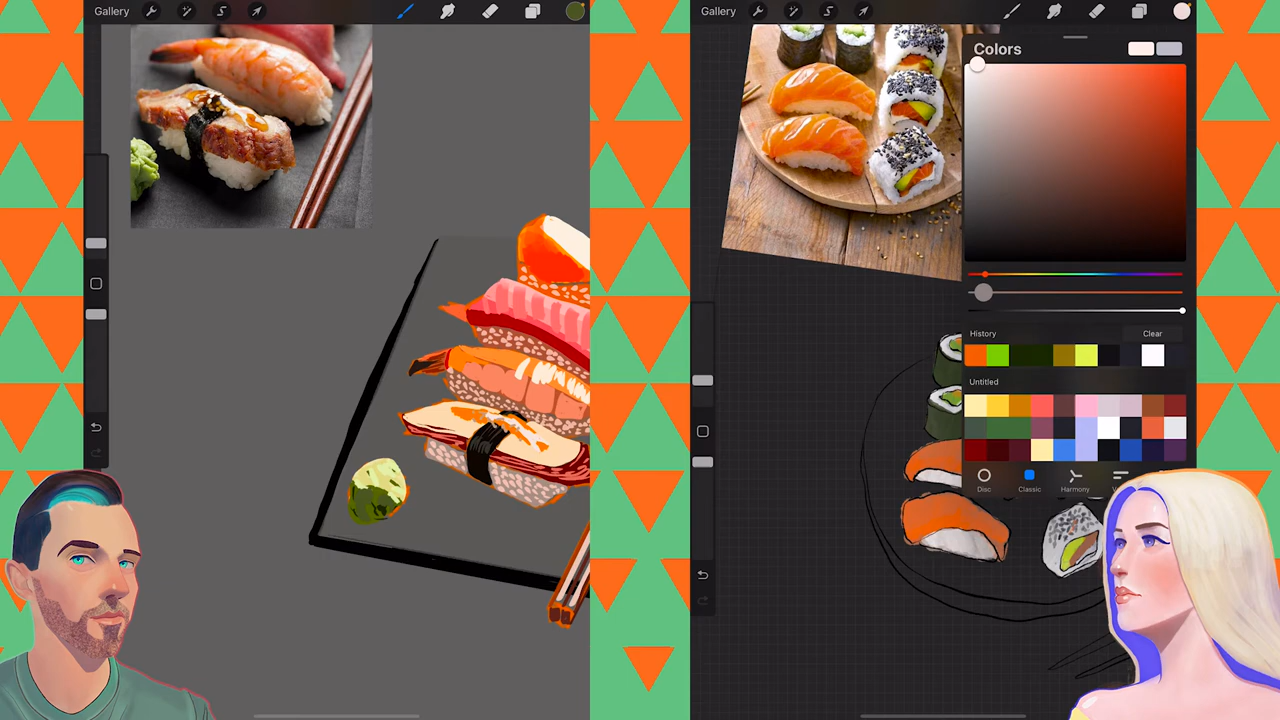 Gallery
Gallery
Colors
History
Clear
Untitled
Disc
Classic
Harmony